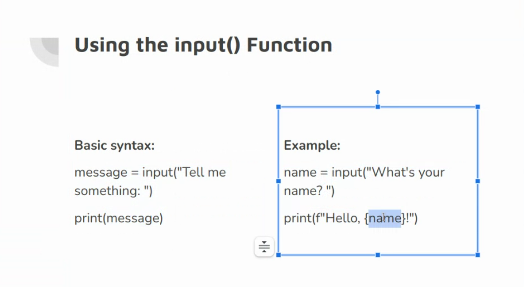 Using the input() Function
Basic syntax:
message = input("Tell me
something: ")
print(message)
Example:
name = input("What's your
name? ")
print(f"Hello, {name}!")